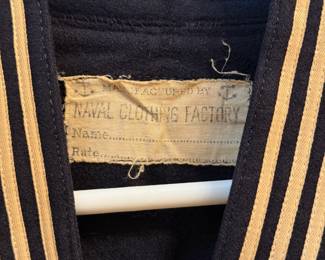 MANUFACTURED BY
NAVAL CLOTHING FACTORY
Name..................
Rate..................